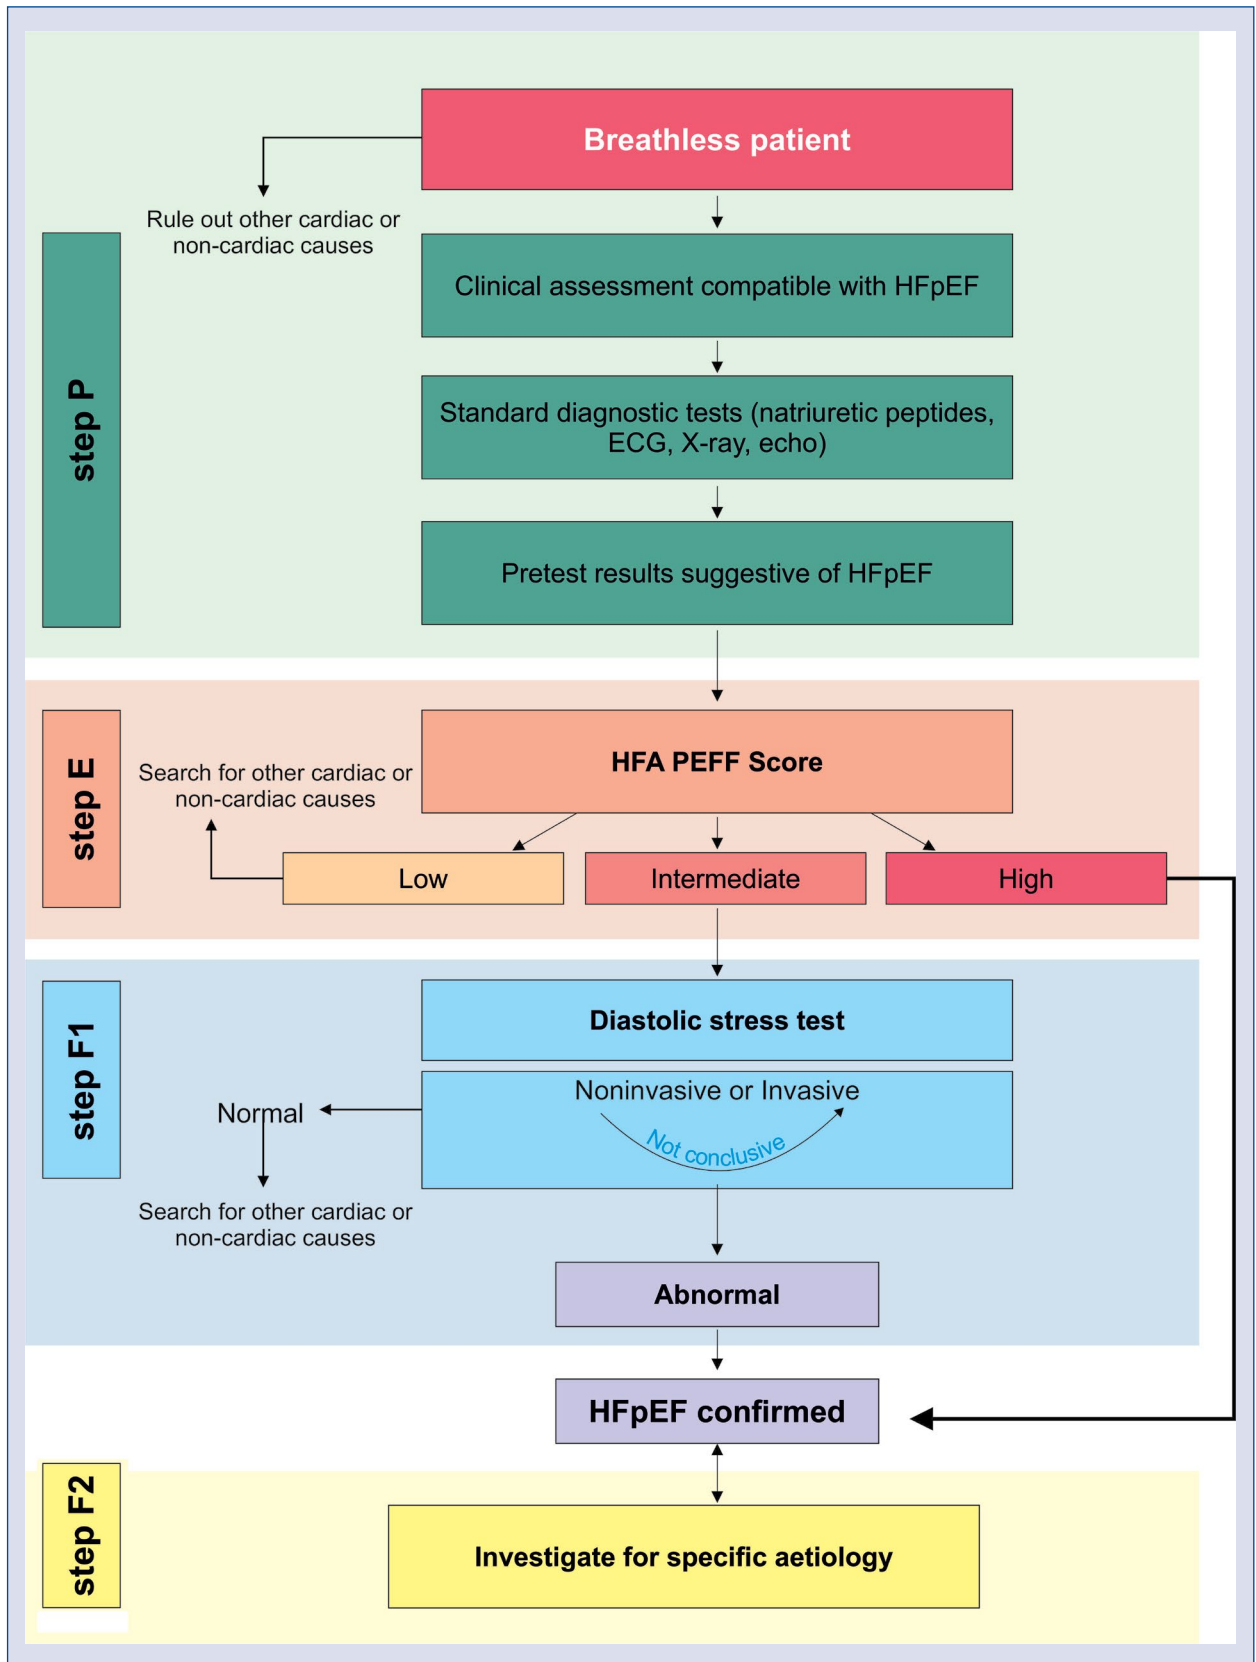 Breathless patient
Rule out other cardiac or
non-cardiac causes
step P
Clinical assessment compatible with HFpEF
Standard diagnostic tests (natriuretic peptides,
ECG, X-ray, echo)
Pretest results suggestive of HFpEF
step E
HFA PEFF Score
Search for other cardiac or
non-cardiac causes
Low
Intermediate
High
step F1
Diastolic stress test
Noninvasive or Invasive
Not conclusive
Normal
Search for other cardiac or
non-cardiac causes
Abnormal
HFpEF confirmed
step F2
Investigate for specific aetiology